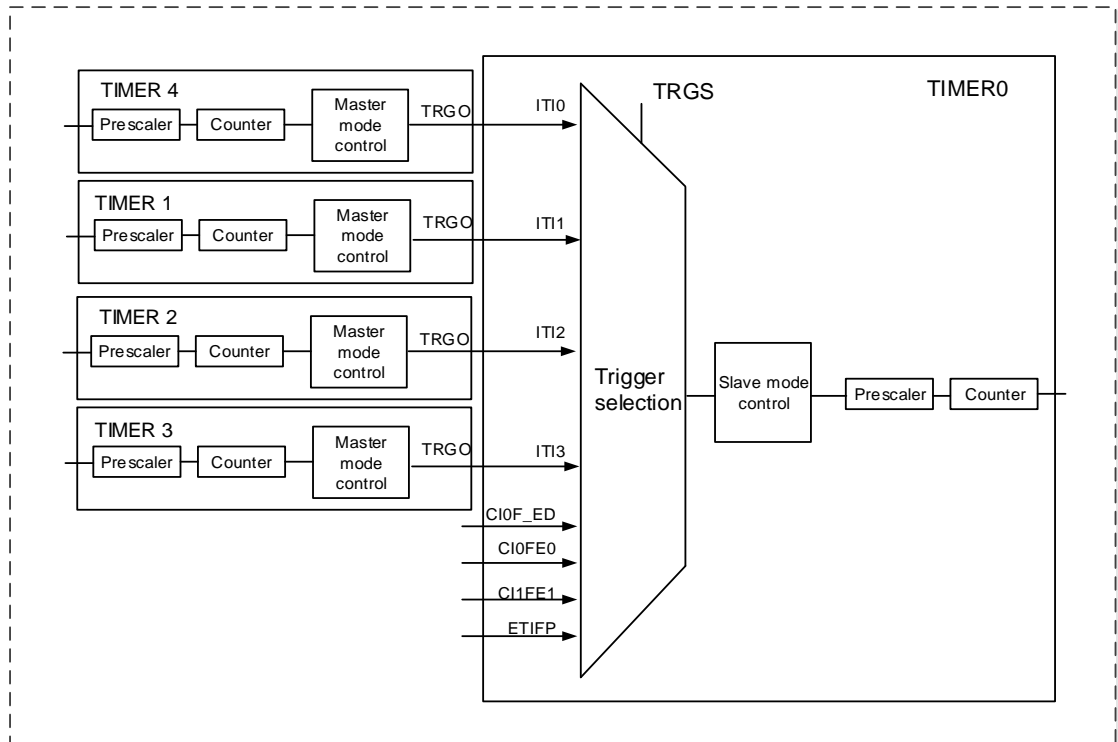 TIMER 4
Prescaler
Counter
Master
mode
control
TRGO
ITI0
TIMER 1
Prescaler
Counter
Master
mode
control
TRGO
ITI1
TIMER 2
Prescaler
Counter
Master
mode
control
TRGO
ITI2
TIMER 3
Prescaler
Counter
Master
mode
control
TRGO
ITI3
CI0F_ED
CI0FE0
CI1FE1
ETIFP
TRGS
TIMER0
Trigger
selection
Slave mode
control
Prescaler
Counter